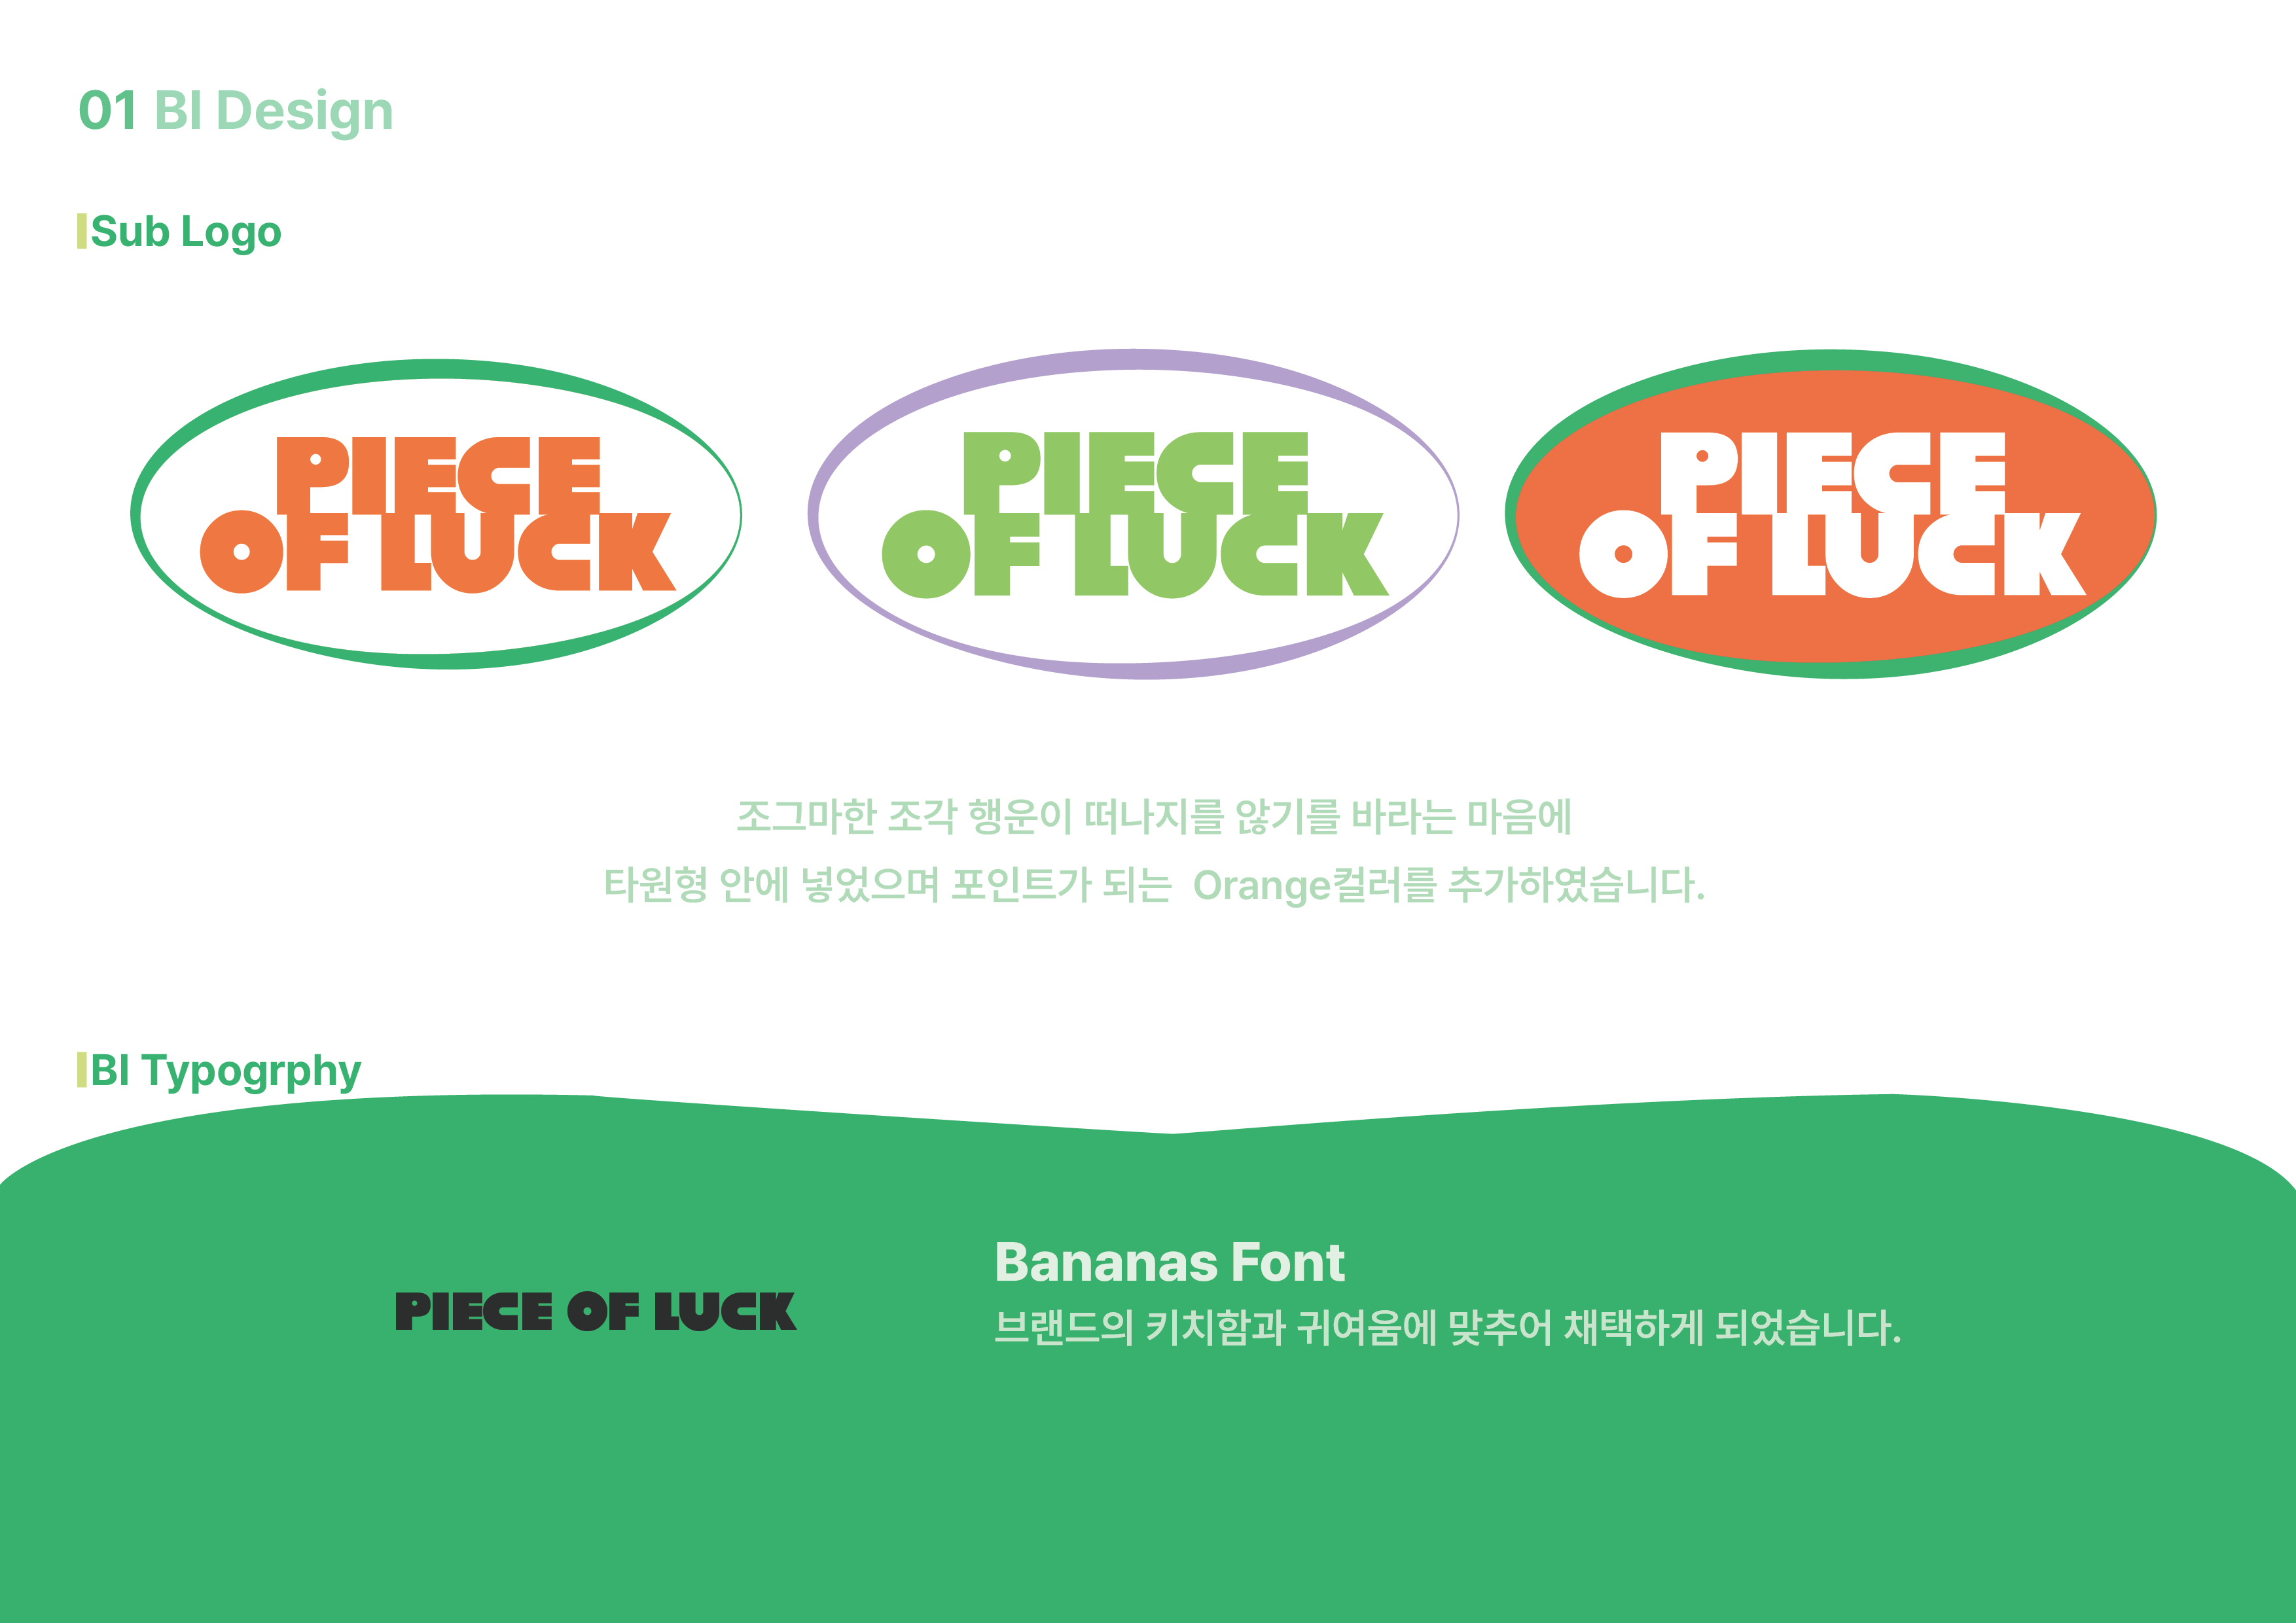 01 BI Design
Sub Logo
PIECE
OF LUCK
PIECE
OF LUCK
PIECE
OF LUCK
조그마한 조각 행운이 떠나지를 않기를 바라는 마음에
타원형 안에 넣었으며 포인트가 되는 Orange컬러를 추가하였습니다.
BI Typogrphy
Bananas Font
PIECE OF LUCK
브랜드의 키치함과 귀여움에 맞추어 채택하게 되었습니다.